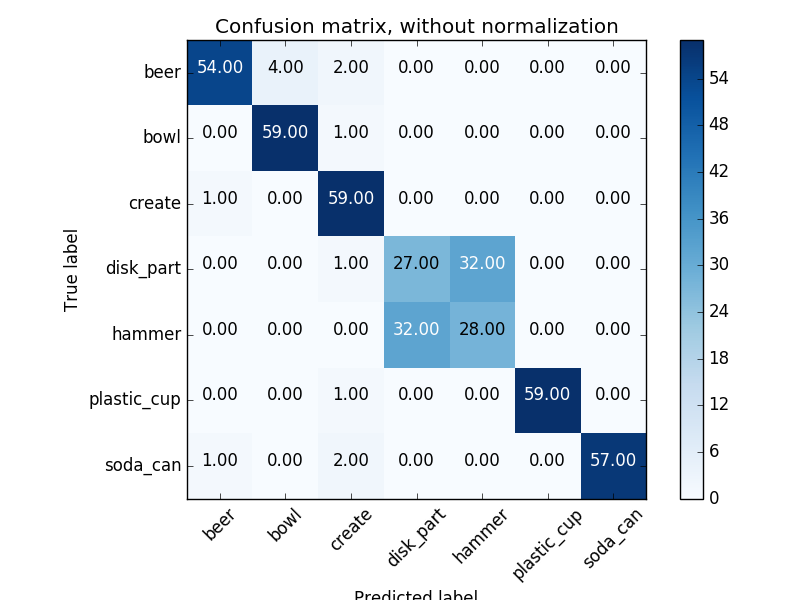 Confusion matrix, without normalization
beer 54.00 4.00 2.00 0.00 0.00 0.00 0.00
bowl 0.00 59.00 1.00 0.00 0.00 0.00 0.00
create 1.00 0.00 59.00 0.00 0.00 0.00 0.00
disk_part 0.00 0.00 1.00 27.00 32.00 0.00 0.00
hammer 0.00 0.00 0.00 32.00 28.00 0.00 0.00
plastic_cup 0.00 0.00 1.00 0.00 0.00 59.00 0.00
soda_can 1.00 0.00 2.00 0.00 0.00 0.00 57.00
True label
beer bowl create disk_part hammer plastic_cup soda_can
Predicted label
54
48
42
36
30
24
18
12
6
0